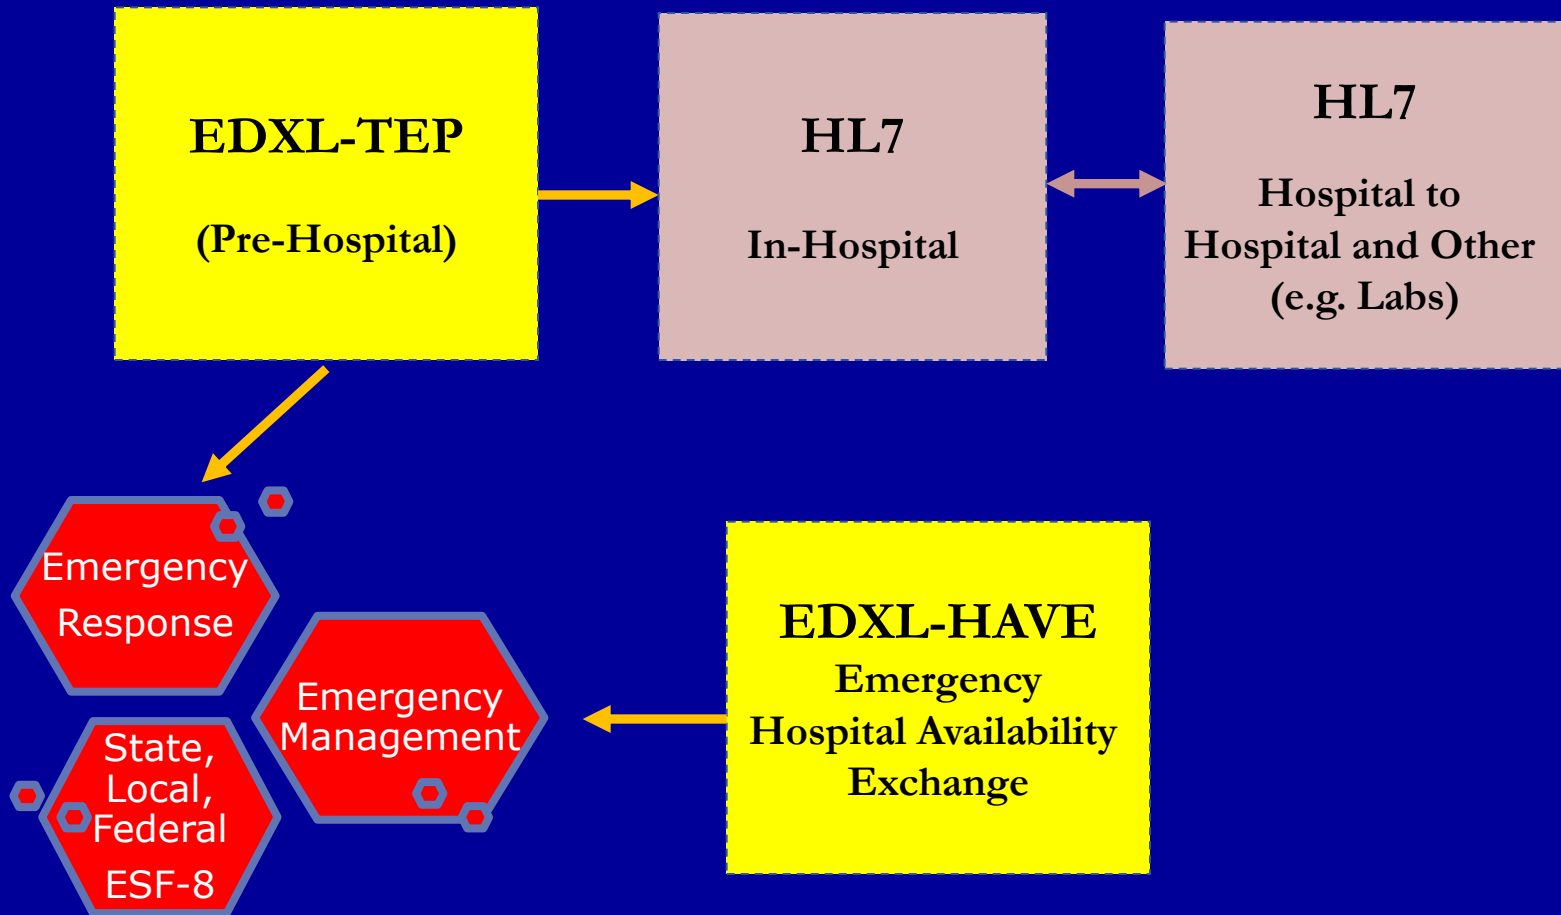 EDXL-TEP
(Pre-Hospital)
HL7
In-Hospital
HL7
Hospital to
Hospital and Other
(e.g. Labs)
Emergency
Response
Emergency
Management
State,
Local,
Federal
ESF-8
EDXL-HAVE
Emergency
Hospital Availability
Exchange